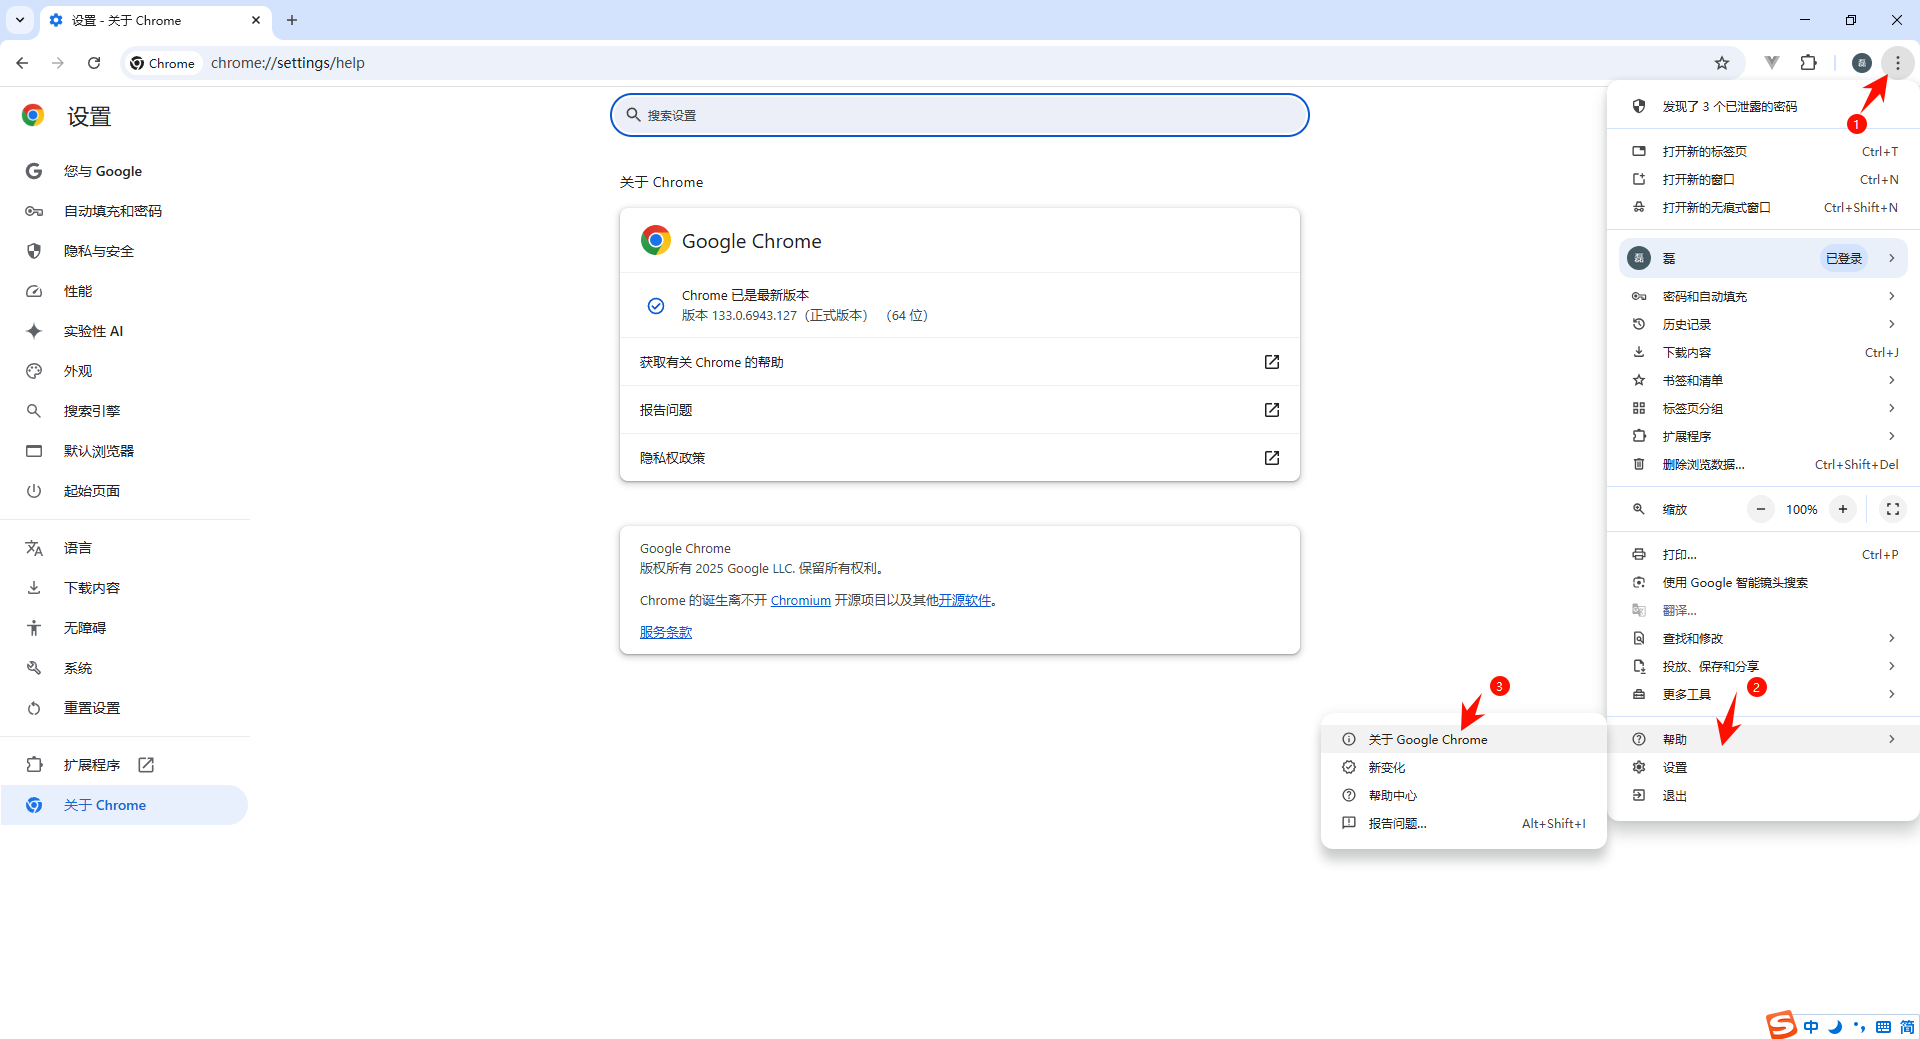 设置 - 关于 Chrome
Chrome
chrome://settings/help
设置
搜索设置
您与 Google
自动填充和密码
隐私与安全
性能
实验性 AI
外观
搜索引擎
默认浏览器
起始页面
语言
下载内容
无障碍
系统
重置设置
扩展程序
关于 Chrome
关于 Chrome
Google Chrome
Chrome 已是最新版本
版本 133.0.6943.127（正式版本） （64 位）
获取有关 Chrome 的帮助
报告问题
隐私权政策
Google Chrome
版权所有 2025 Google LLC. 保留所有权利。
Chrome 的诞生离不开 Chromium 开源项目以及其他开源软件。
服务条款
磊
1
发现了 3 个已泄露的密码
打开新的标签页 Ctrl+T
打开新的窗口 Ctrl+N
打开新的无痕式窗口 Ctrl+Shift+N
磊 磊 已登录
密码和自动填充
历史记录
下载内容 Ctrl+J
书签和清单
标签页分组
扩展程序
删除浏览数据... Ctrl+Shift+Del
缩放 100%
打印... Ctrl+P
使用 Google 智能镜头搜索
翻译...
查找和修改
投放、保存和分享
更多工具
2
帮助
设置
退出
3
关于 Google Chrome
新变化
帮助中心
报告问题... Alt+Shift+I
S 中 简